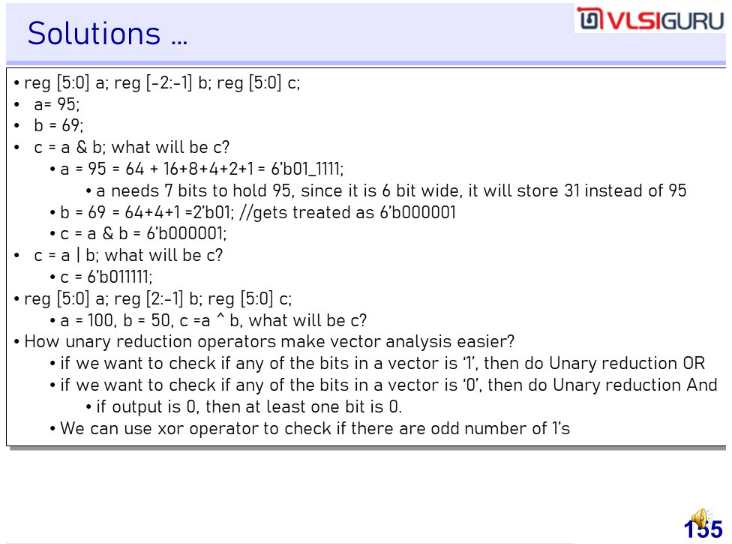 Solutions ...
VLSIGURU
• reg [5:0] a; reg [-2:-1] b; reg [5:0] c;
• a= 95;
• b = 69;
• c = a & b; what will be c?
• a = 95 = 64 + 16+8+4+2+1 = 6'b01_1111;
• a needs 7 bits to hold 95, since it is 6 bit wide, it will store 31 instead of 95
• b = 69 = 64+4+1 =2'b01; //gets treated as 6'b000001
• c = a & b = 6'b000001;
• c = a | b; what will be c?
• c = 6'b011111;
• reg [5:0] a; reg [2:-1] b; reg [5:0] c;
• a = 100, b = 50, c =a ^ b, what will be c?
• How unary reduction operators make vector analysis easier?
• if we want to check if any of the bits in a vector is '1', then do Unary reduction OR
• if we want to check if any of the bits in a vector is '0', then do Unary reduction And
• if output is 0, then at least one bit is 0.
• We can use xor operator to check if there are odd number of 1's
155